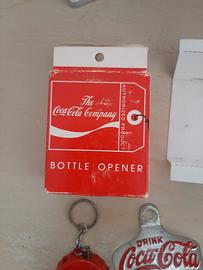 The
Coca-Cola Company
AUTHORIZED PRODUCT
BOTTLE OPENER
DRINK
Coca-Cola